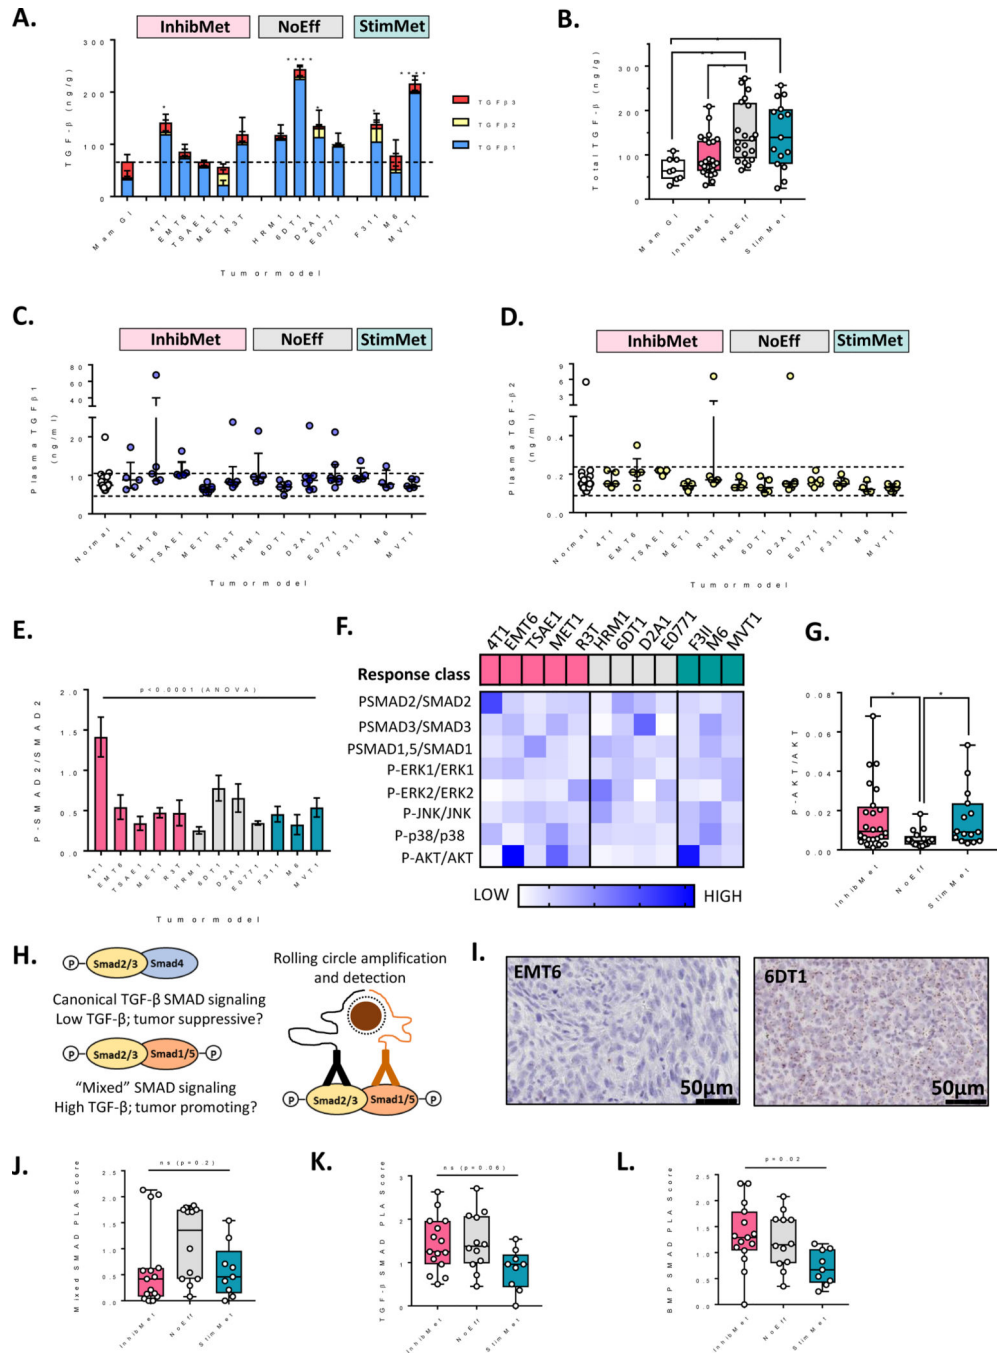 A.
InhibMet NoEff StimMet
TGF-β (ng/g)
300
200
100
0
TGFβ3
TGFβ2
TGFβ1
Mam Gl
4T1
EMT6
TSAE1
MET1
R3T
HRM1
6DT1
D2A1
E0771
F311
M6
MVT1
Tumor model
B.
Total TGF-β (ng/g)
300
200
100
0
Mam Gl
InhibMet
NoEff
StimMet
C.
InhibMet NoEff StimMet
Plasma TGFβ1
(ng/ml)
80
60
40
20
10
0
Normal
4T1
EMT6
TSAE1
MET1
R3T
HRM1
6DT1
D2A1
E0771
F311
M6
MVT1
Tumor model
D.
InhibMet NoEff StimMet
Plasma TGF-β2
(ng/ml)
9
6
3
0.4
0.2
0.0
Normal
4T1
EMT6
TSAE1
MET1
R3T
HRM1
6DT1
D2A1
E0771
F311
M6
MVT1
Tumor model
E.
p<0.0001 (ANOVA)
P-SMAD2/SMAD2
2.0
1.5
1.0
0.5
0.0
4T1
EMT6
TSAE1
MET1
R3T
HRM1
6DT1
D2A1
E0771
F311
M6
MVT1
Tumor model
F.
4T1
EMT6
TSAE1
MET1
R3T
HRM1
6DT1
D2A1
E0771
F3II
M6
MVT1
Response class
PSMAD2/SMAD2
PSMAD3/SMAD3
PSMAD1,5/SMAD1
P-ERK1/ERK1
P-ERK2/ERK2
P-JNK/JNK
P-p38/p38
P-AKT/AKT
LOW HIGH
G.
P-AKT/AKT
0.08
0.06
0.04
0.02
0.00
InhibMet
NoEff
StimMet
H.
P Smad2/3 Smad4
Canonical TGF-β SMAD signaling
Low TGF-β; tumor suppressive?
P Smad2/3 Smad1/5 P
“Mixed” SMAD signaling
High TGF-β; tumor promoting?
Rolling circle amplification
and detection
P Smad2/3 Smad1/5 P
I.
EMT6
50μm
6DT1
50μm
J.
ns (p=0.2)
Mixed SMAD PLA Score
2.5
2.0
1.5
1.0
0.5
0.0
InhibMet
NoEff
StimMet
K.
ns (p=0.06)
TGF-β SMAD PLA Score
3
2
1
0
InhibMet
NoEff
StimMet
L.
p=0.02
BMP SMAD PLA Score
2.5
2.0
1.5
1.0
0.5
0.0
InhibMet
NoEff
StimMet